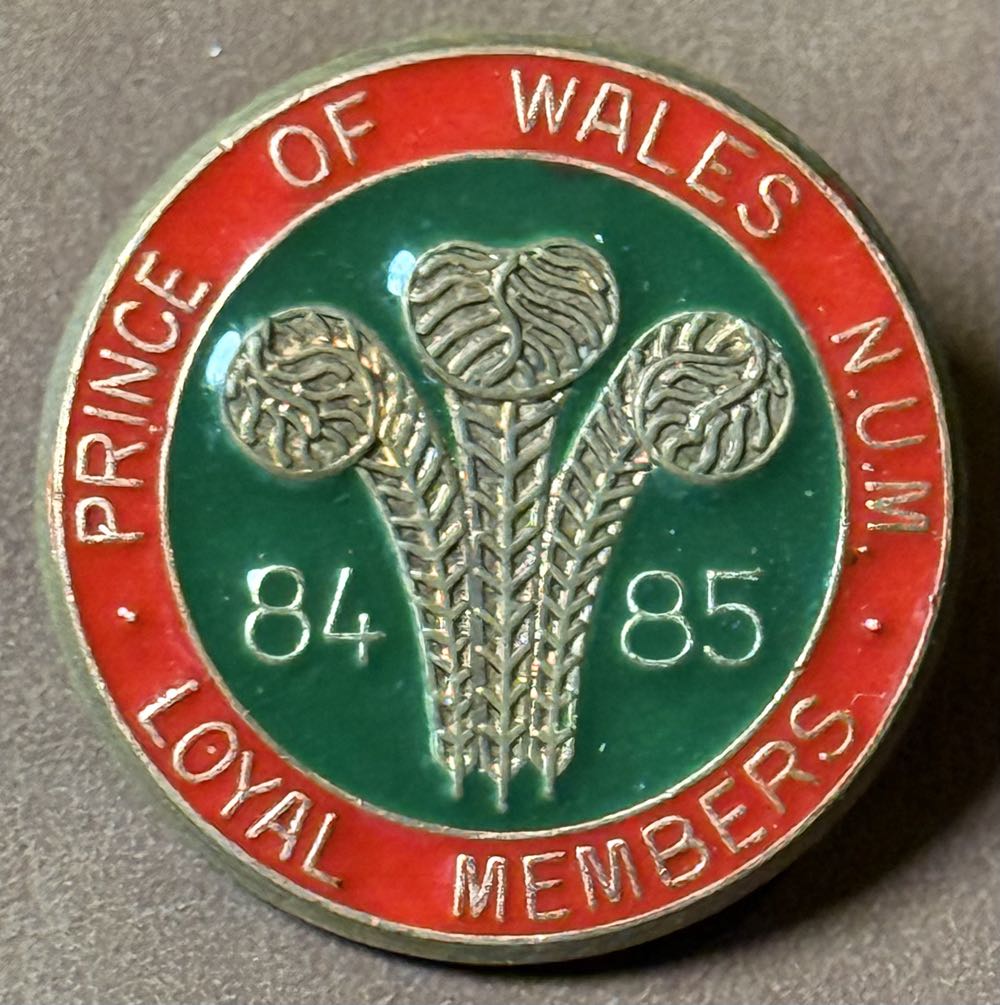 PRINCE OF WALES N.U.M.
84 85
LOYAL MEMBERS